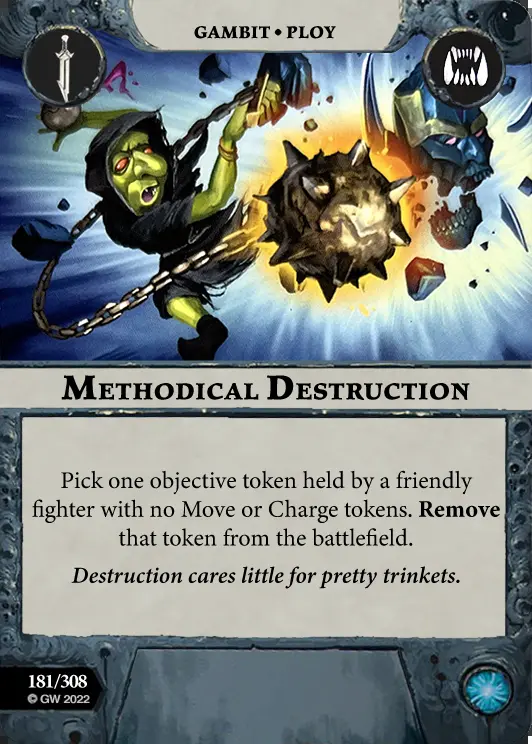 GAMBIT • PLOY
METHODICAL DESTRUCTION
Pick one objective token held by a friendly
fighter with no Move or Charge tokens. Remove
that token from the battlefield.
Destruction cares little for pretty trinkets.
181/308
© GW 2022